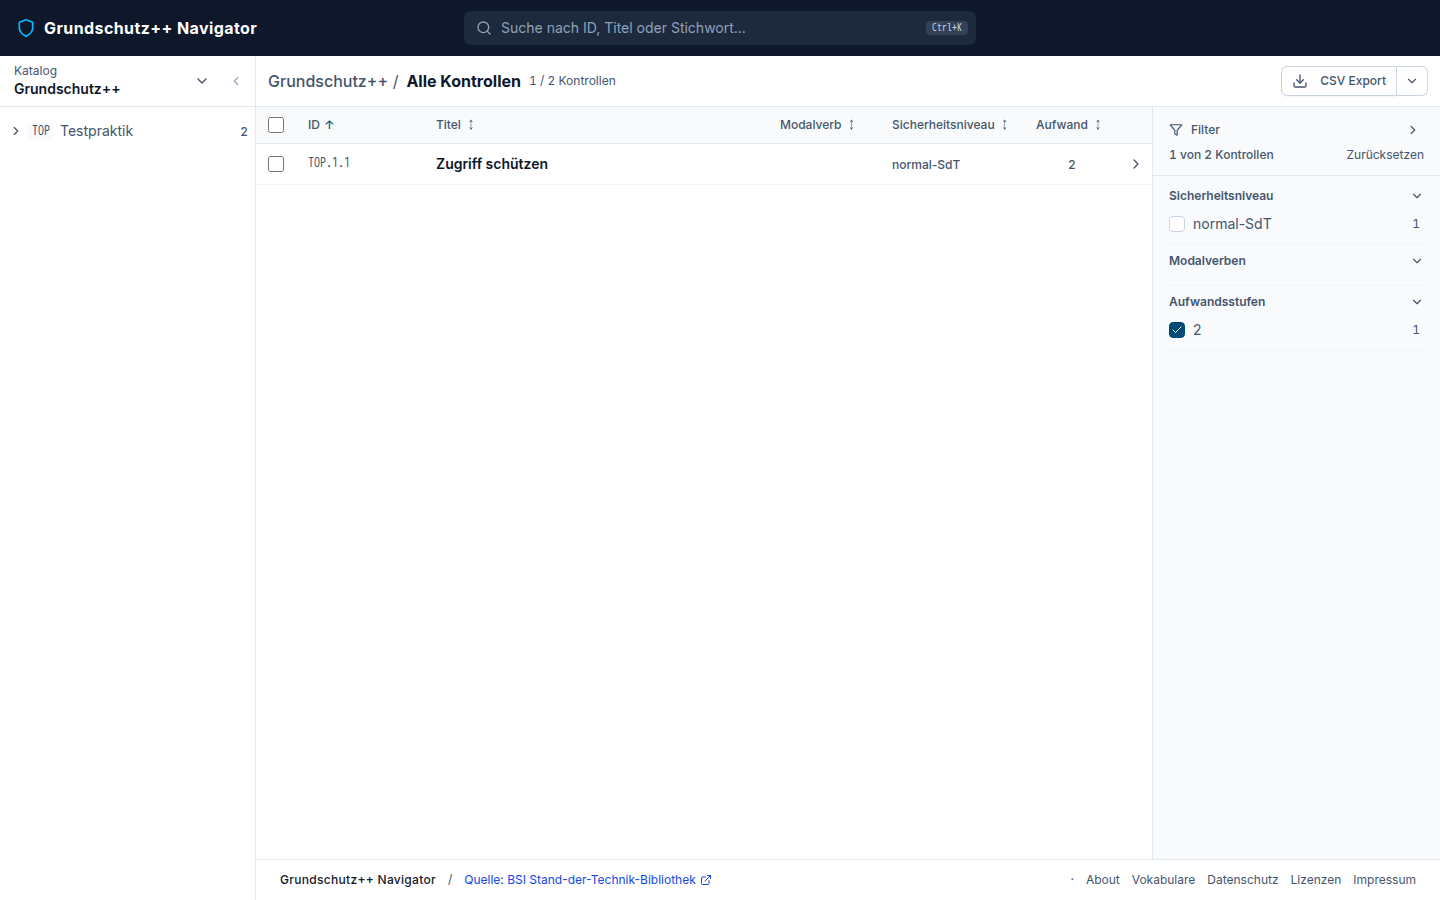 Grundschutz++ Navigator
Suche nach ID, Titel oder Stichwort...
Ctrl+K
Katalog
Grundschutz++
Grundschutz++ / Alle Kontrollen 1 / 2 Kontrollen
CSV Export
TOP Testpraktik 2
ID Titel Modalverb Sicherheitsniveau Aufwand
TOP.1.1 Zugriff schützen normal-SdT 2
Filter
1 von 2 Kontrollen Zurücksetzen
Sicherheitsniveau
normal-SdT 1
Modalverben
Aufwandsstufen
2 1
Grundschutz++ Navigator / Quelle: BSI Stand-der-Technik-Bibliothek
· About Vokabulare Datenschutz Lizenzen Impressum